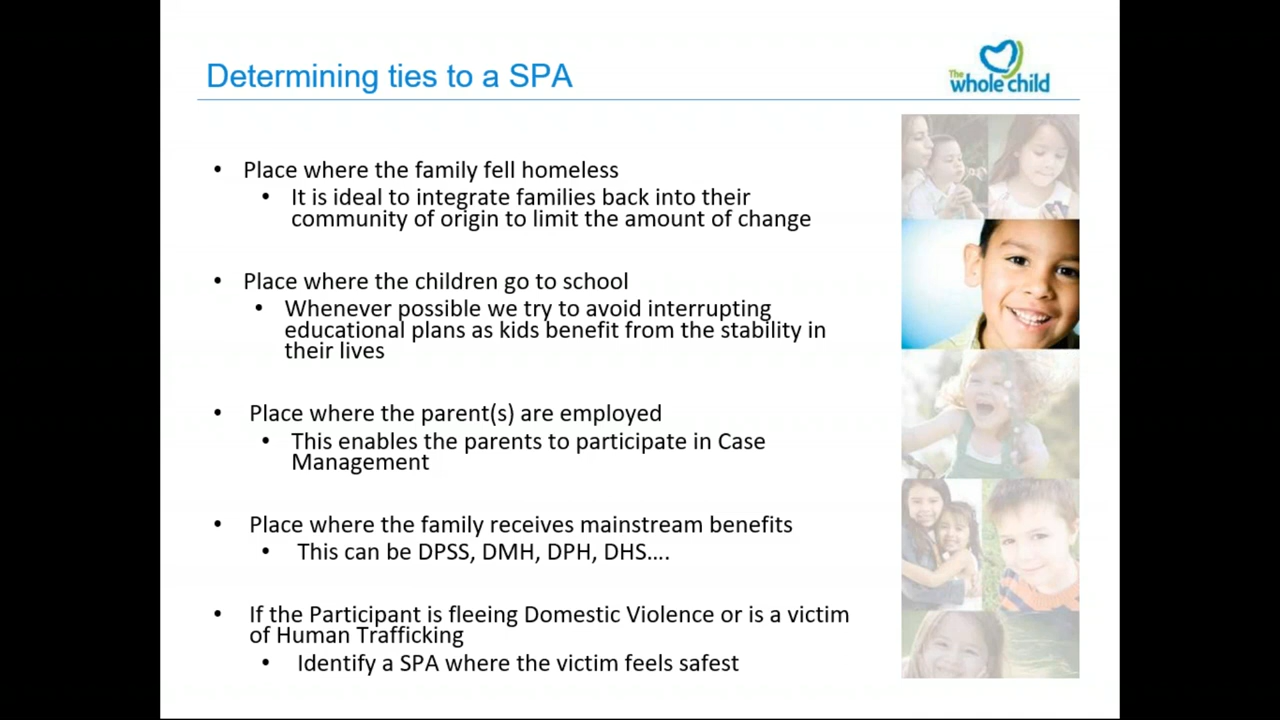 Determining ties to a SPA
The
whole child
• Place where the family fell homeless
• It is ideal to integrate families back into their
community of origin to limit the amount of change
• Place where the children go to school
• Whenever possible we try to avoid interrupting
educational plans as kids benefit from the stability in
their lives
• Place where the parent(s) are employed
• This enables the parents to participate in Case
Management
• Place where the family receives mainstream benefits
• This can be DPSS, DMH, DPH, DHS....
• If the Participant is fleeing Domestic Violence or is a victim
of Human Trafficking
• Identify a SPA where the victim feels safest